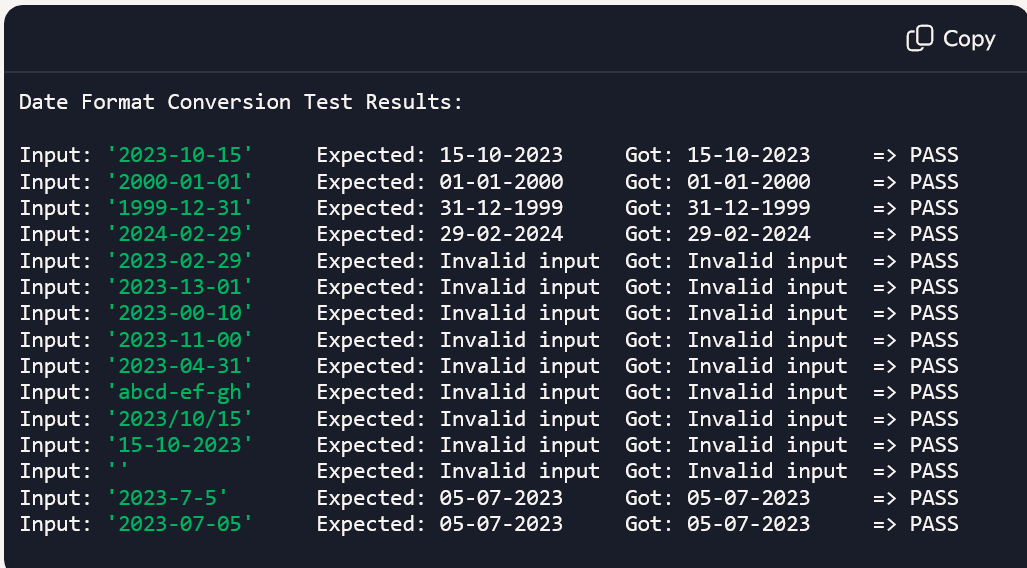 Copy
Date Format Conversion Test Results:
Input: '2023-10-15'     Expected: 15-10-2023     Got: 15-10-2023     => PASS
Input: '2000-01-01'     Expected: 01-01-2000     Got: 01-01-2000     => PASS
Input: '1999-12-31'     Expected: 31-12-1999     Got: 31-12-1999     => PASS
Input: '2024-02-29'     Expected: 29-02-2024     Got: 29-02-2024     => PASS
Input: '2023-02-29'     Expected: Invalid input  Got: Invalid input  => PASS
Input: '2023-13-01'     Expected: Invalid input  Got: Invalid input  => PASS
Input: '2023-00-10'     Expected: Invalid input  Got: Invalid input  => PASS
Input: '2023-11-00'     Expected: Invalid input  Got: Invalid input  => PASS
Input: '2023-04-31'     Expected: Invalid input  Got: Invalid input  => PASS
Input: 'abcd-ef-gh'     Expected: Invalid input  Got: Invalid input  => PASS
Input: '2023/10/15'     Expected: Invalid input  Got: Invalid input  => PASS
Input: '15-10-2023'     Expected: Invalid input  Got: Invalid input  => PASS
Input: ''               Expected: Invalid input  Got: Invalid input  => PASS
Input: '2023-7-5'       Expected: 05-07-2023     Got: 05-07-2023     => PASS
Input: '2023-07-05'     Expected: 05-07-2023     Got: 05-07-2023     => PASS